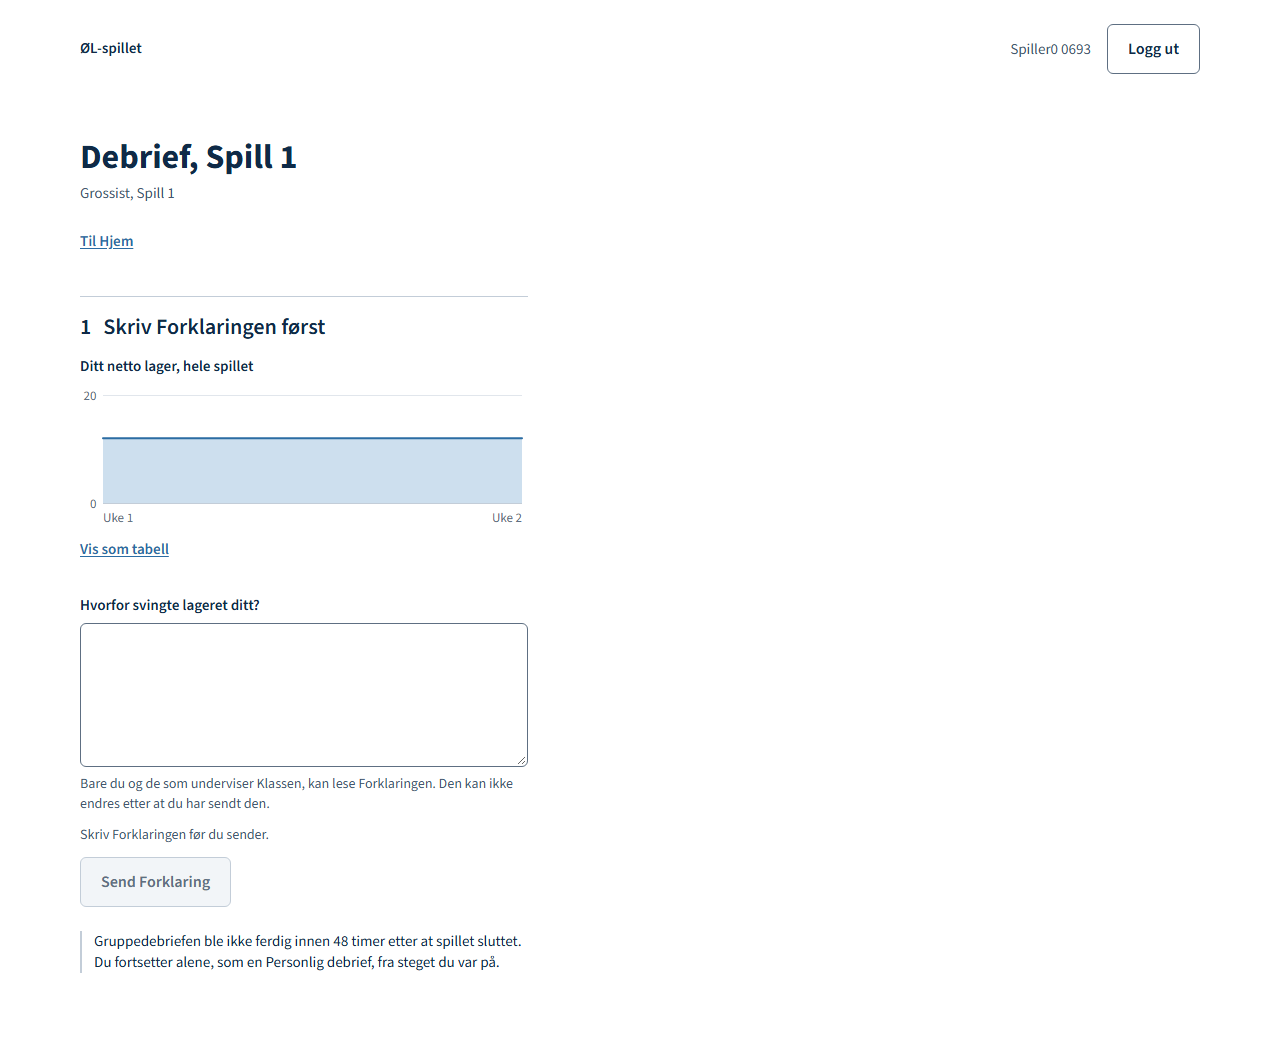 ØL-spillet
Spiller0 0693
Logg ut
Debrief, Spill 1
Grossist, Spill 1
Til Hjem
1 Skriv Forklaringen først
Ditt netto lager, hele spillet
20
0
Uke 1
Uke 2
Vis som tabell
Hvorfor svingte lageret ditt?
Bare du og de som underviser Klassen, kan lese Forklaringen. Den kan ikke
endres etter at du har sendt den.
Skriv Forklaringen før du sender.
Send Forklaring
Gruppedebriefen ble ikke ferdig innen 48 timer etter at spillet sluttet.
Du fortsetter alene, som en Personlig debrief, fra steget du var på.